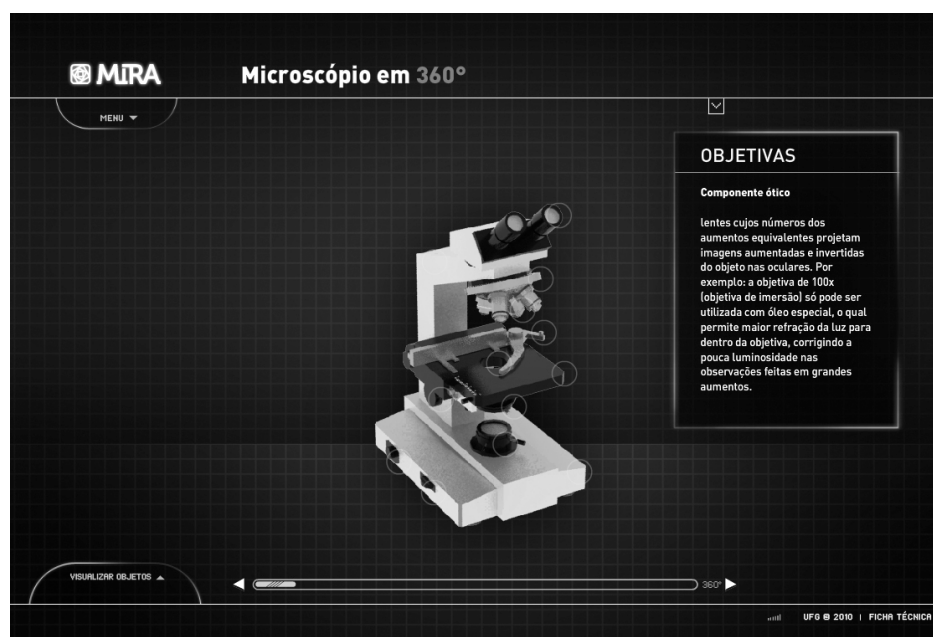 MIRA
Microscópio em 360°
MENU
OBJETIVAS
Componente ótico
lentes cujos números dos
aumentos equivalentes projetam
imagens aumentadas e invertidas
do objeto nas oculares. Por
exemplo: a objetiva de 100x
(objetiva de imersão) só pode ser
utilizada com óleo especial, o qual
permite maior refração da luz para
dentro da objetiva, corrigindo a
pouca luminosidade nas
observações feitas em grandes
aumentos.
VISUALIZAR OBJETOS
360°
UFG @ 2010 | FICHA TÉCNICA